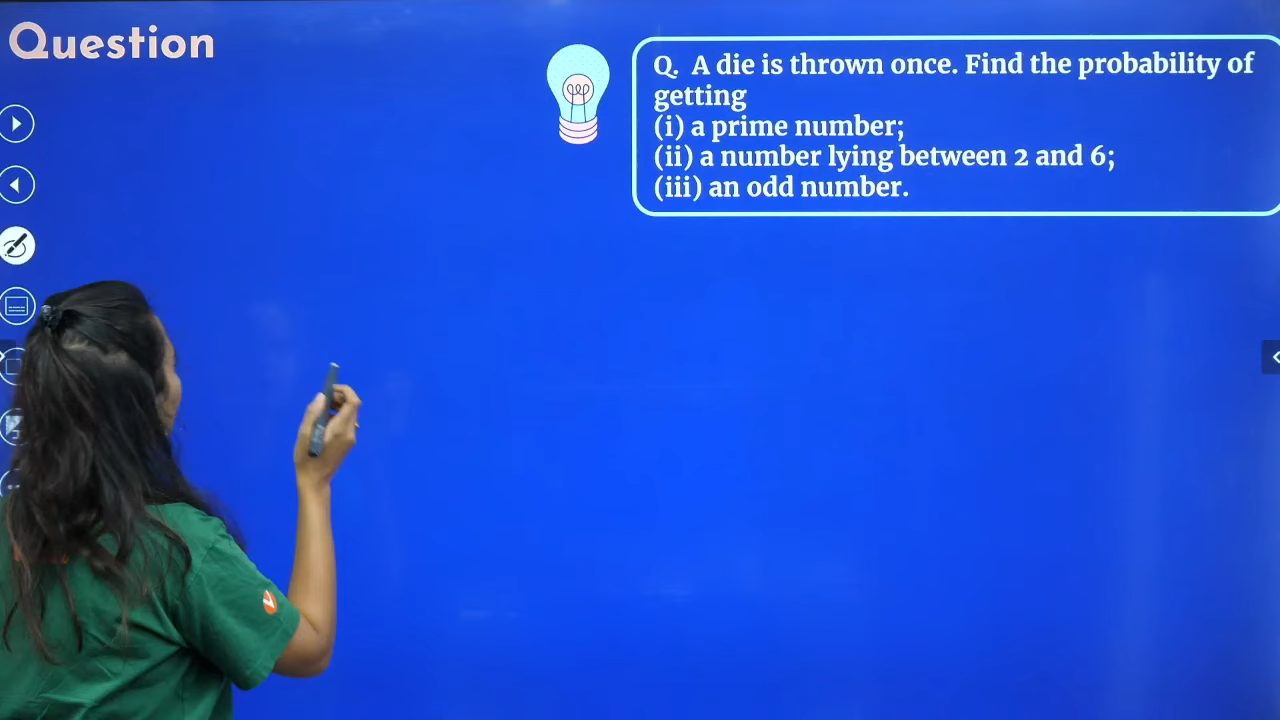 Question
Q. A die is thrown once. Find the probability of
getting
(i) a prime number;
(ii) a number lying between 2 and 6;
(iii) an odd number.